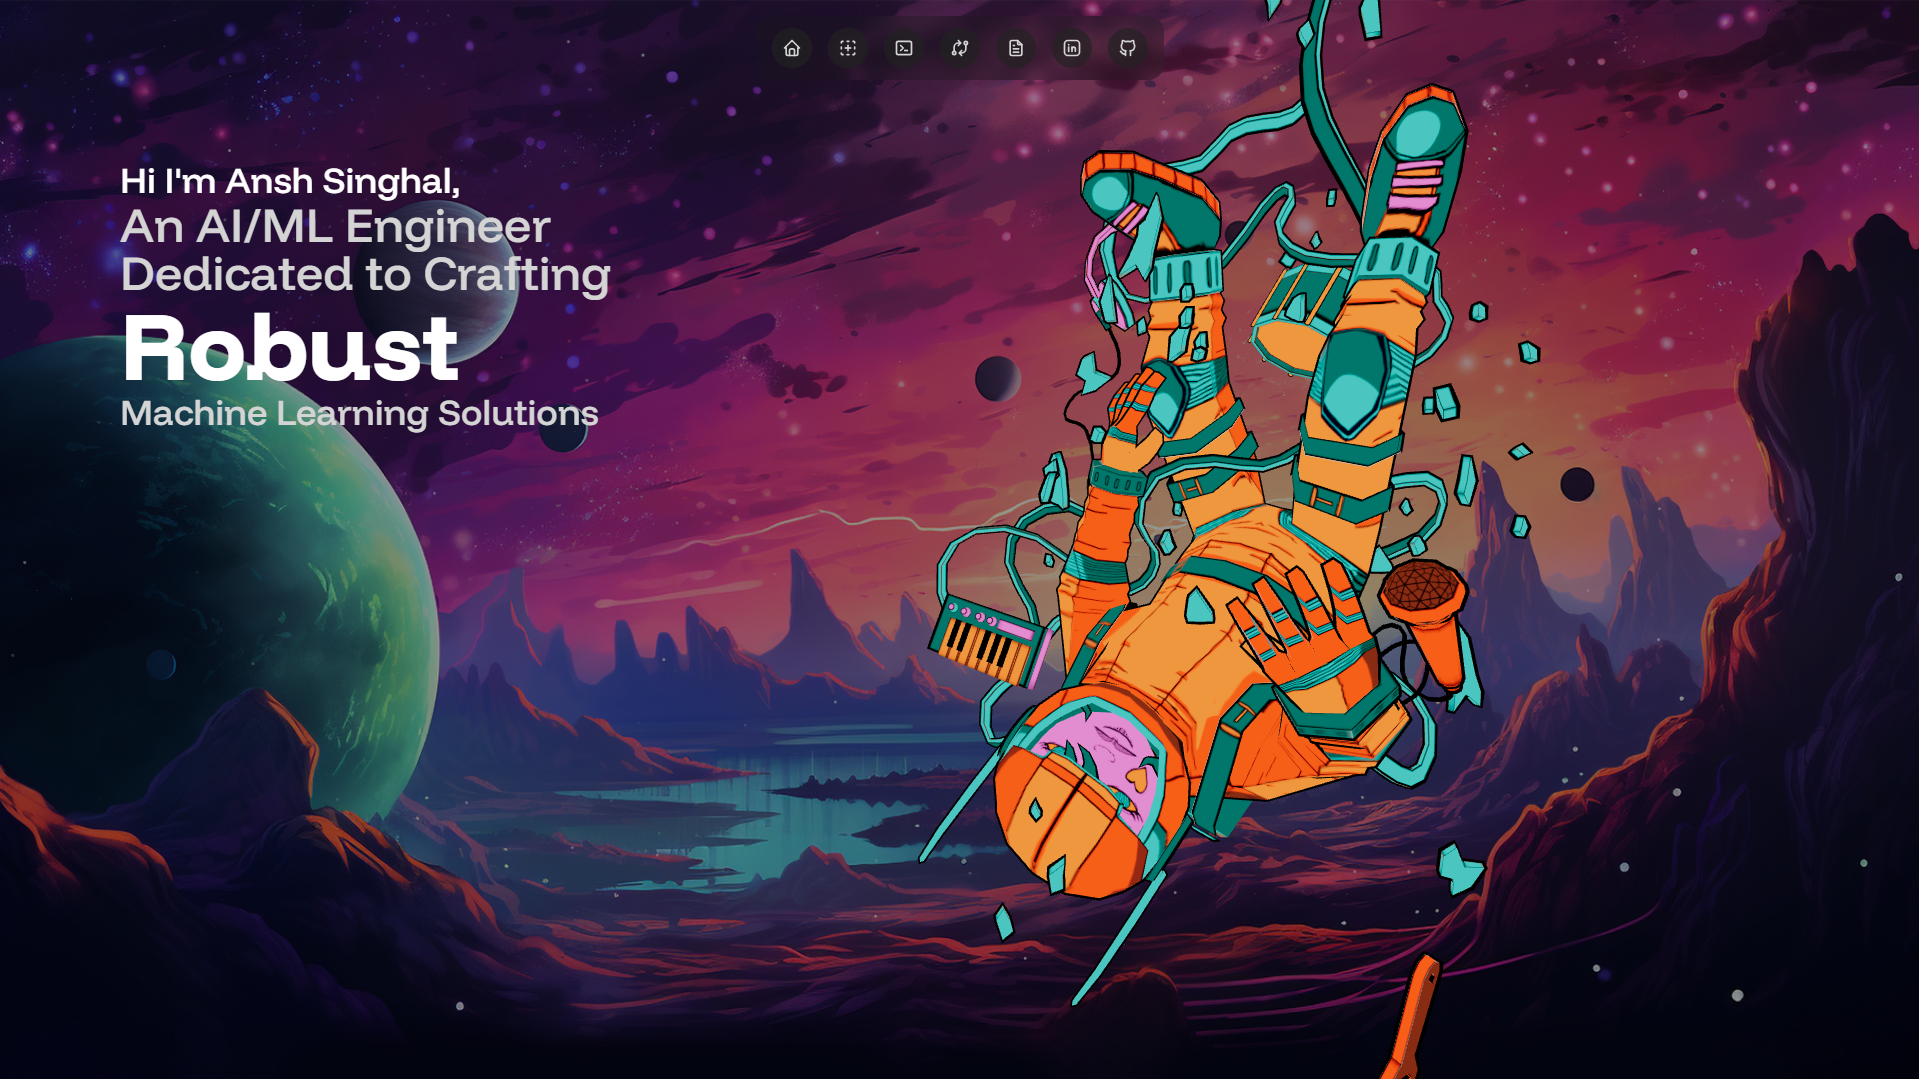 Hi I'm Ansh Singhal,
An AI/ML Engineer
Dedicated to Crafting
Robust
Machine Learning Solutions